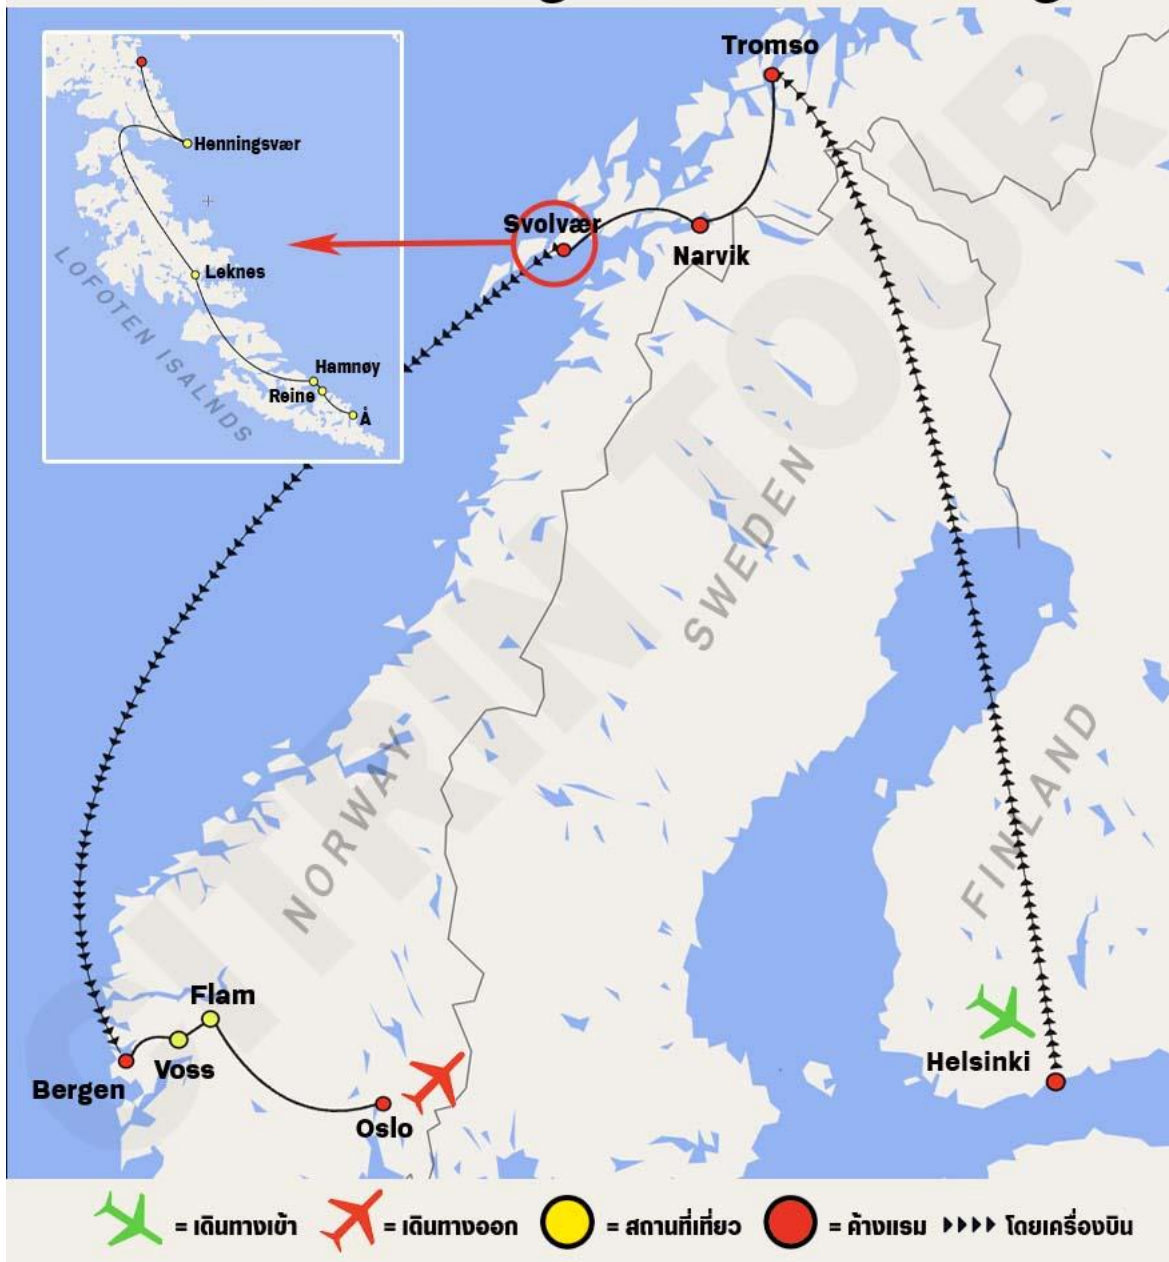 Tromso
Henningsvær
Svolvær
Narvik
Leknes
LOFOTEN ISALNDS
Hamnøy
Reine
Å
SWEDEN
NORWAY
FINLAND
Flam
Voss
Bergen
Oslo
Helsinki
= เดินทางเข้า = เดินทางออก = สถานที่เที่ยว = ค้างแรม โดยเครื่องบิน